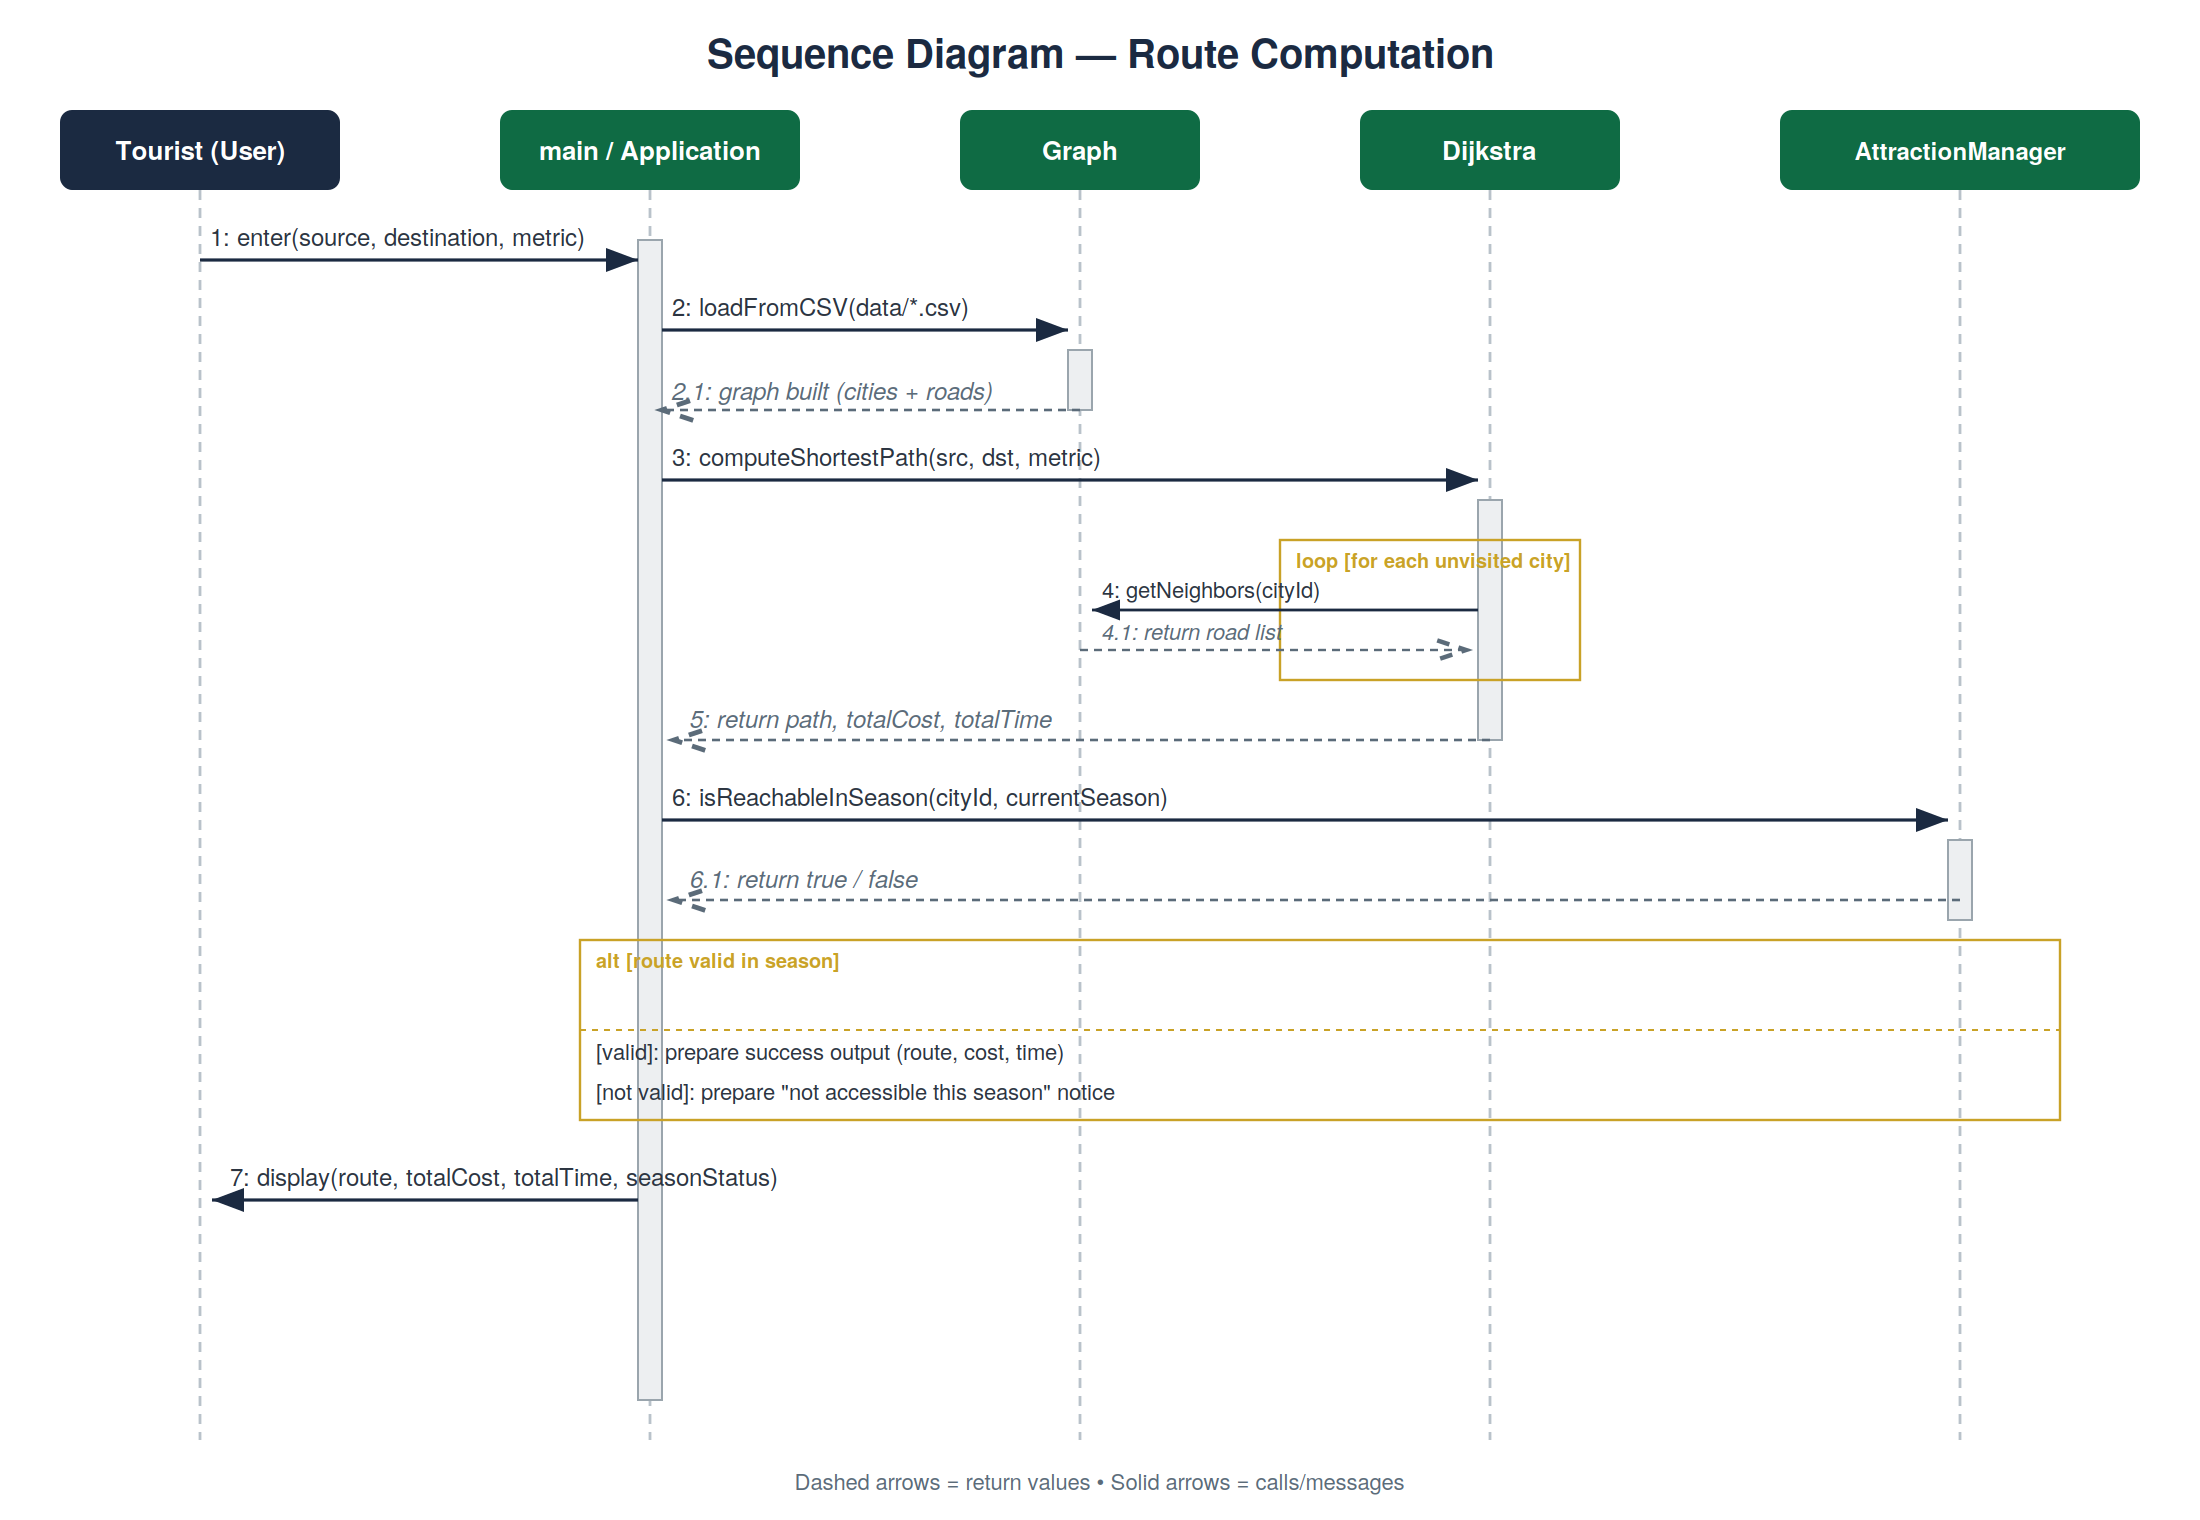 Sequence Diagram — Route Computation
Tourist (User)
main / Application
Graph
Dijkstra
AttractionManager
1: enter(source, destination, metric)
2: loadFromCSV(data/*.csv)
2.1: graph built (cities + roads)
3: computeShortestPath(src, dst, metric)
loop [for each unvisited city]
4: getNeighbors(cityId)
4.1: return road list
5: return path, totalCost, totalTime
6: isReachableInSeason(cityId, currentSeason)
6.1: return true / false
alt [route valid in season]
[valid]: prepare success output (route, cost, time)
[not valid]: prepare "not accessible this season" notice
7: display(route, totalCost, totalTime, seasonStatus)
Dashed arrows = return values • Solid arrows = calls/messages